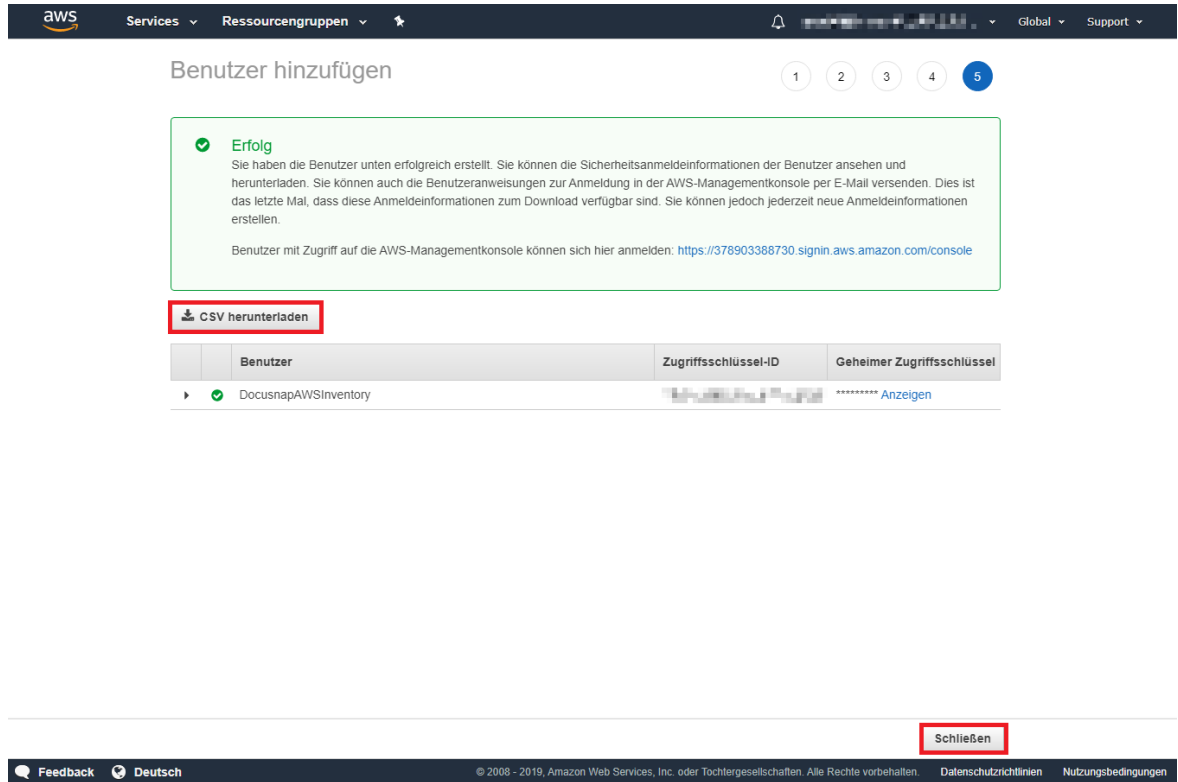 aws Services Ressourcengruppen Global Support
Benutzer hinzufügen 1 2 3 4 5
Erfolg
Sie haben die Benutzer unten erfolgreich erstellt. Sie können die Sicherheitsanmeldeinformationen der Benutzer ansehen und
herunterladen. Sie können auch die Benutzeranweisungen zur Anmeldung in der AWS-Managementkonsole per E-Mail versenden. Dies ist
das letzte Mal, dass diese Anmeldeinformationen zum Download verfügbar sind. Sie können jedoch jederzeit neue Anmeldeinformationen
erstellen.
Benutzer mit Zugriff auf die AWS-Managementkonsole können sich hier anmelden: https://378903388730.signin.aws.amazon.com/console
CSV herunterladen
Benutzer Zugriffsschlüssel-ID Geheimer Zugriffsschlüssel
DocusnapAWSInventory ********* Anzeigen
Schließen
Feedback Deutsch © 2008 - 2019, Amazon Web Services, Inc. oder Tochtergesellschaften. Alle Rechte vorbehalten. Datenschutzrichtlinien Nutzungsbedingungen